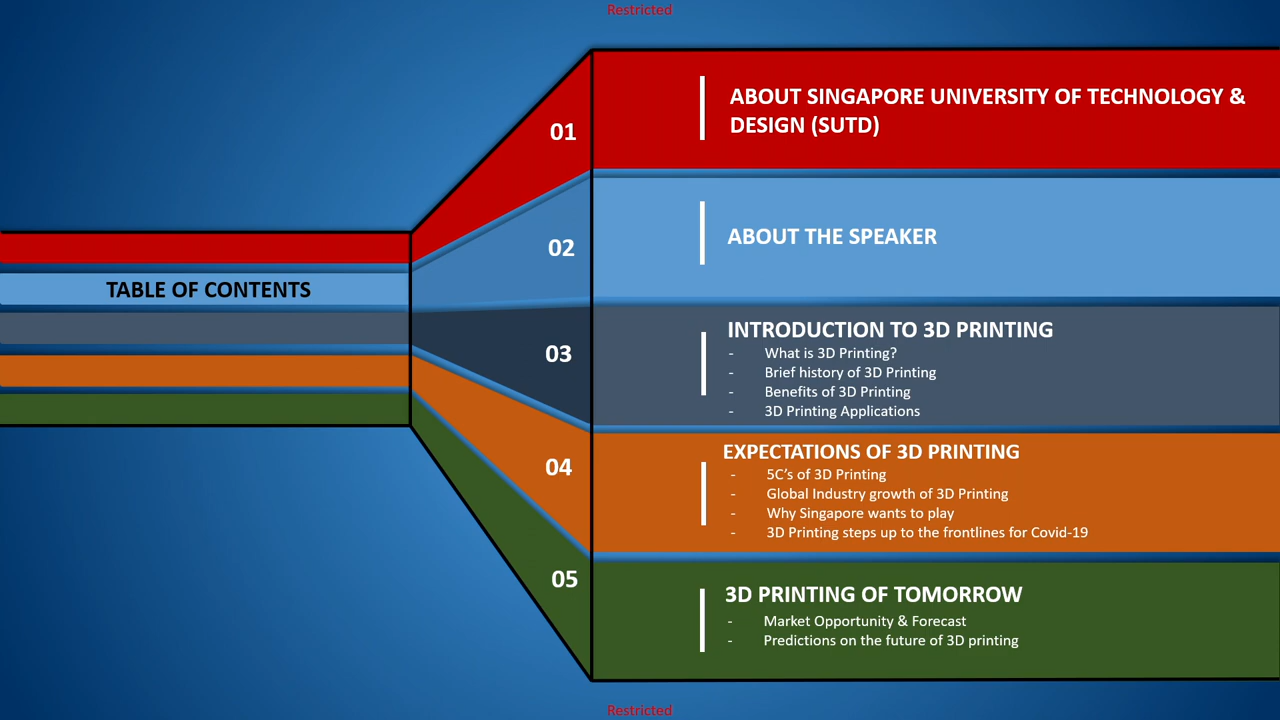 Restricted
TABLE OF CONTENTS
01
ABOUT SINGAPORE UNIVERSITY OF TECHNOLOGY &
DESIGN (SUTD)
02
ABOUT THE SPEAKER
03
INTRODUCTION TO 3D PRINTING
- What is 3D Printing?
- Brief history of 3D Printing
- Benefits of 3D Printing
- 3D Printing Applications
04
EXPECTATIONS OF 3D PRINTING
- 5C’s of 3D Printing
- Global Industry growth of 3D Printing
- Why Singapore wants to play
- 3D Printing steps up to the frontlines for Covid-19
05
3D PRINTING OF TOMORROW
- Market Opportunity & Forecast
- Predictions on the future of 3D printing
Restricted